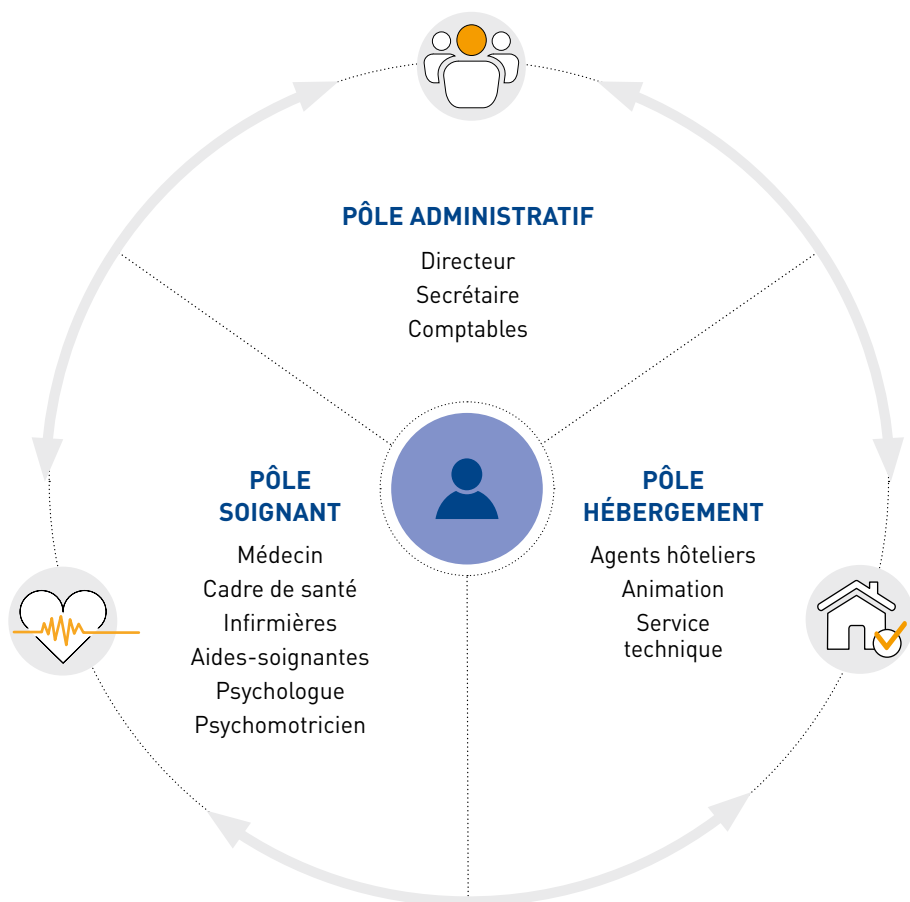 PÔLE ADMINISTRATIF
Directeur
Secrétaire
Comptables
PÔLE
SOIGNANT
Médecin
Cadre de santé
Infirmières
Aides-soignantes
Psychologue
Psychomotricien
PÔLE
HÉBERGEMENT
Agents hôteliers
Animation
Service
technique